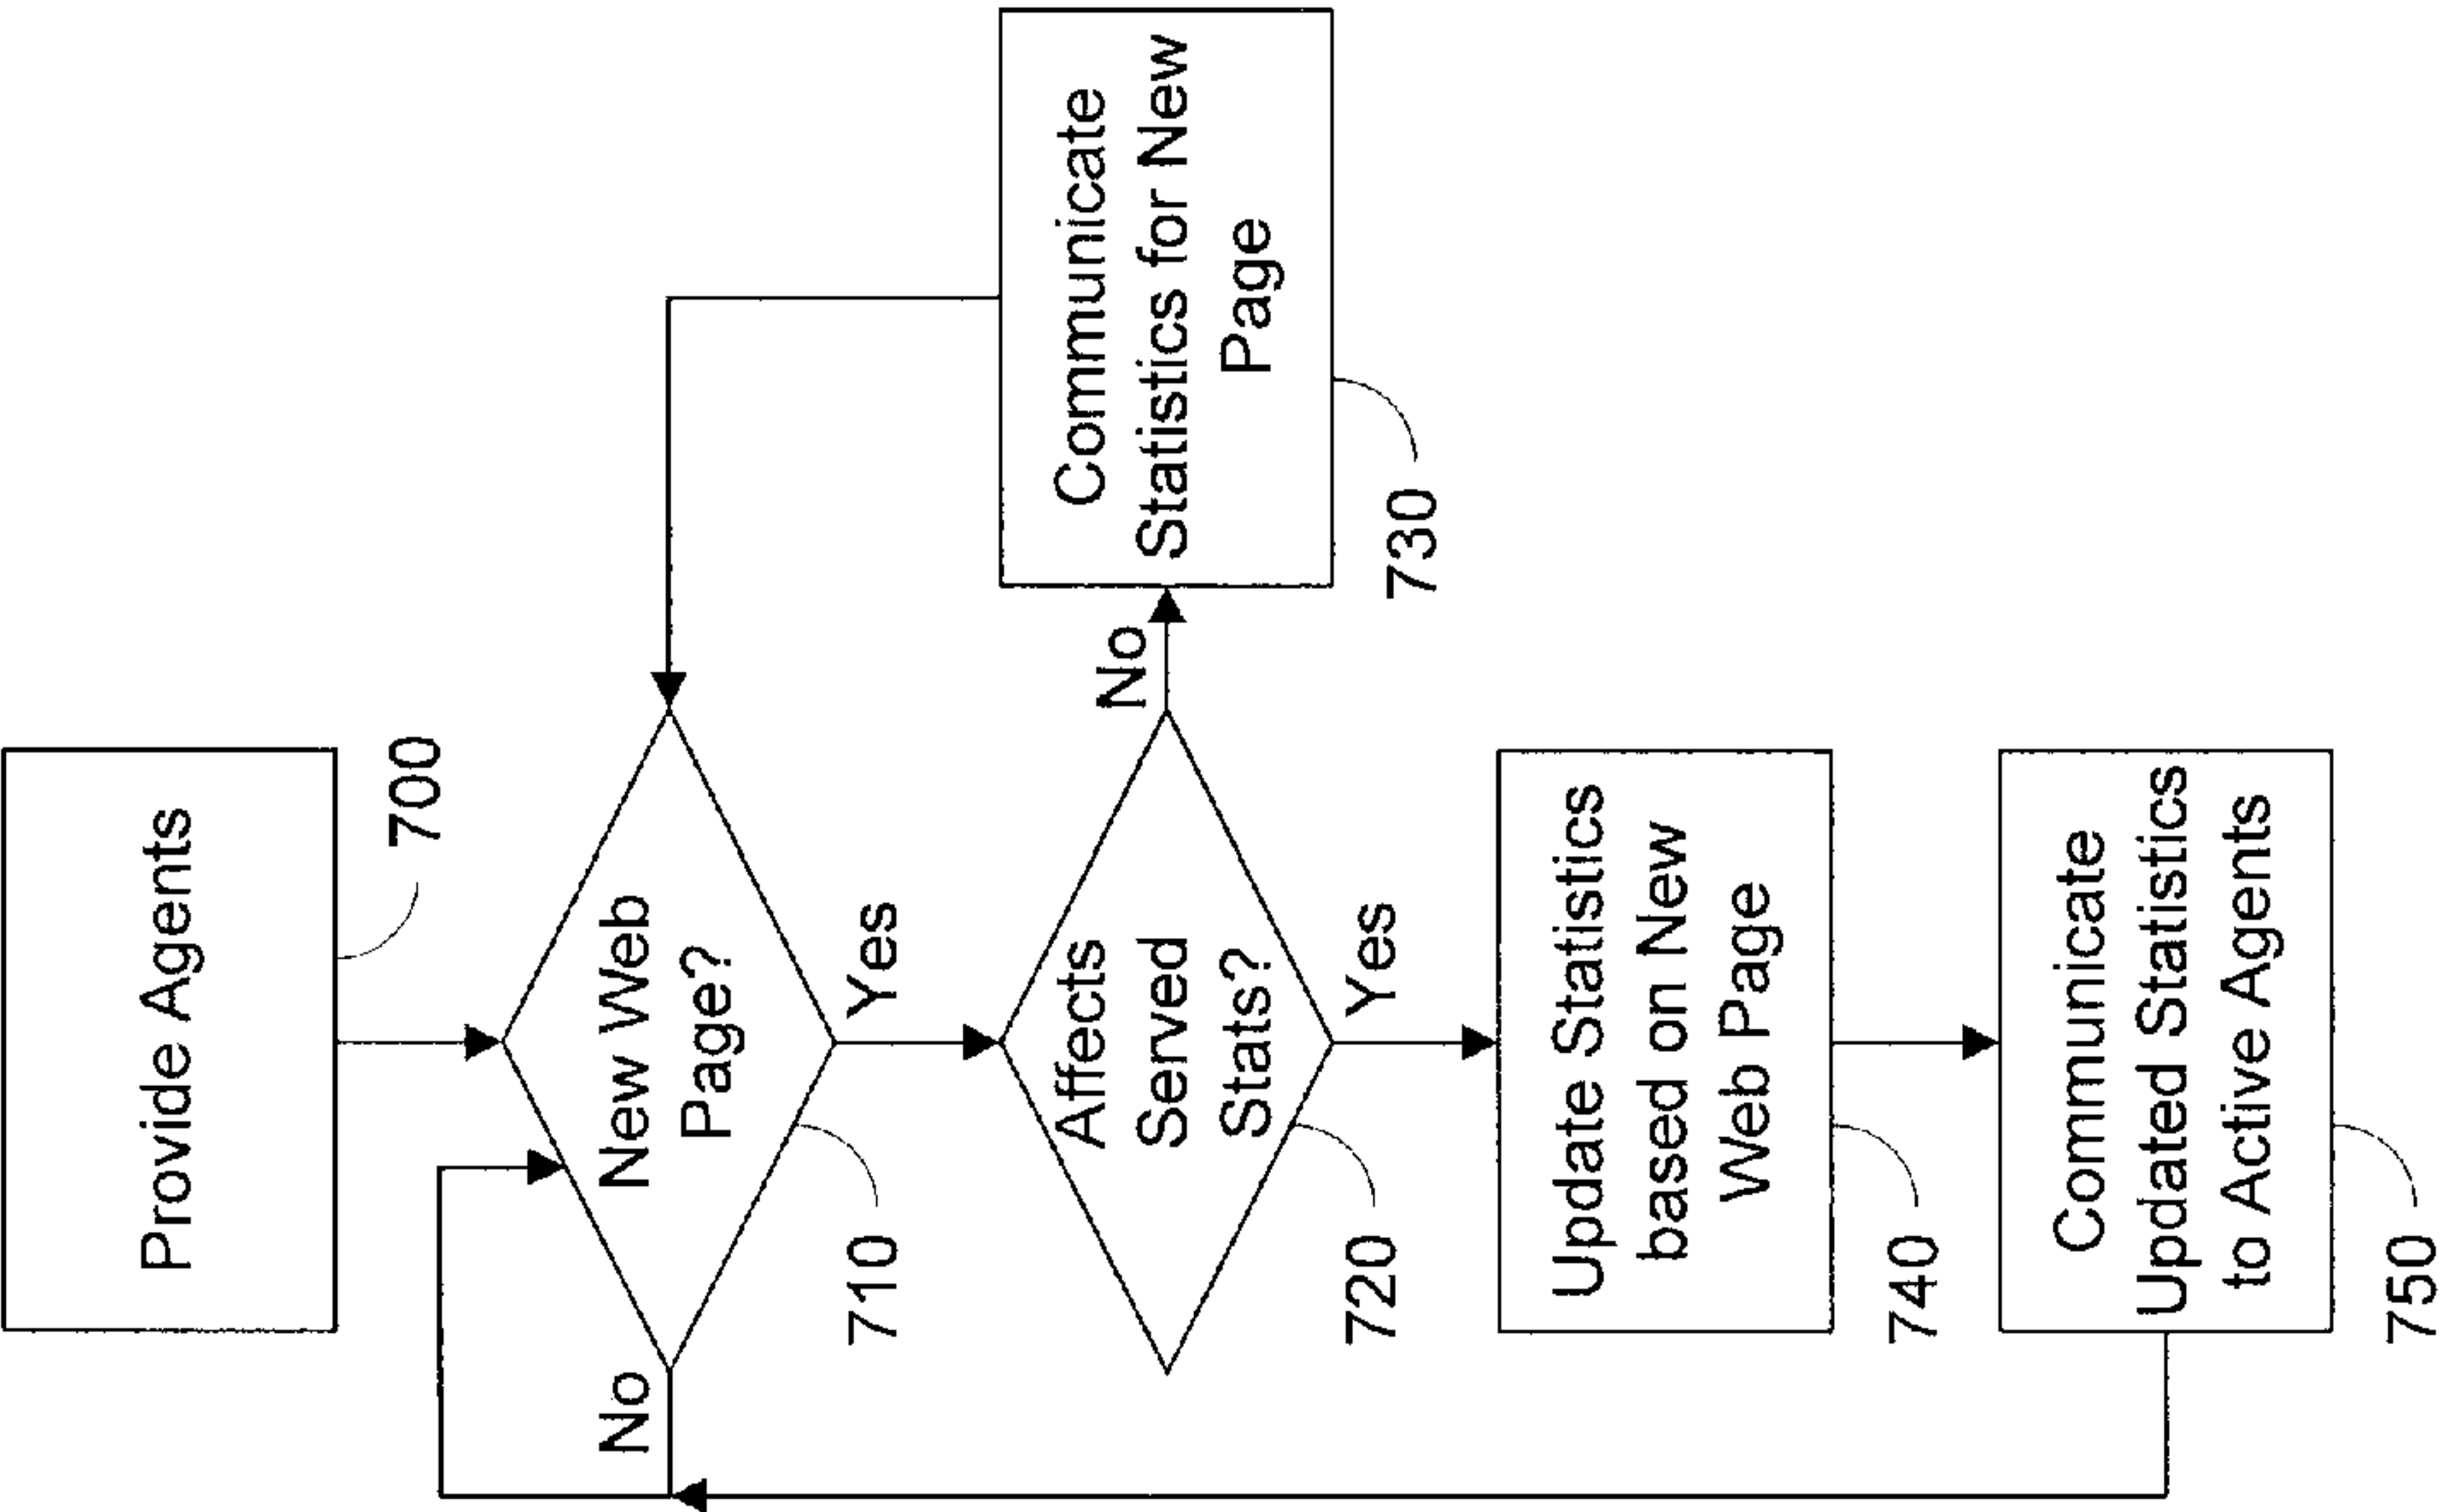 Provide Agents
700
New Web
Page?
No
Yes
710
Affects
Served
Stats?
No
Yes
720
Communicate
Statistics for New
Page
730
Update Statistics
based on New
Web Page
740
Communicate
Updated Statistics
to Active Agents
750